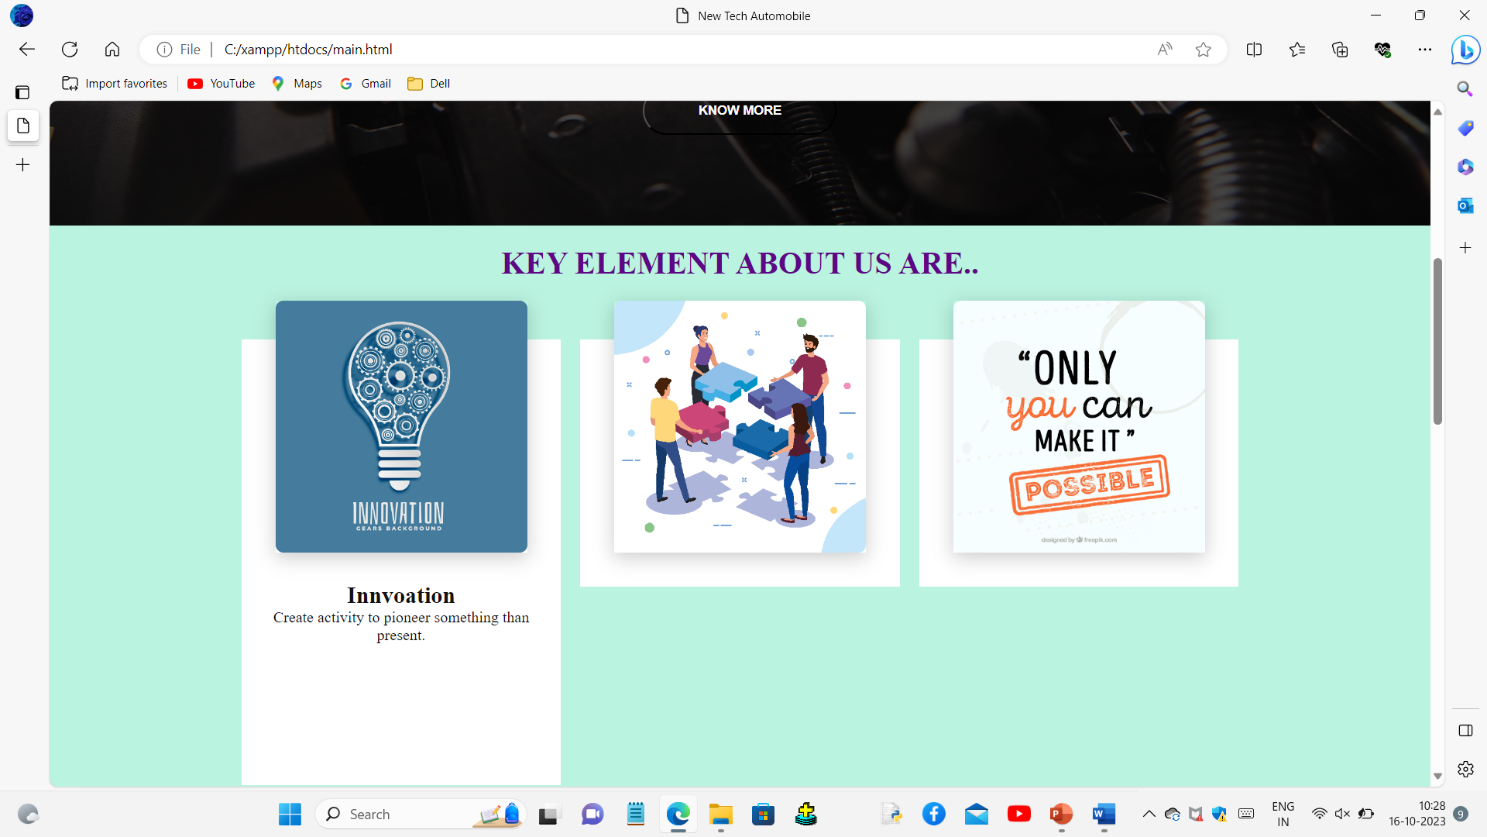 New Tech Automobile
File
C:/xampp/htdocs/main.html
Import favorites
YouTube
Maps
Gmail
Dell
KNOW MORE
KEY ELEMENT ABOUT US ARE..
INNOVATION
GEARS BACKGROUND
“ONLY
you can
MAKE IT”
POSSIBLE
designed by freepik.com
Innvoation
Create activity to pioneer something than
present.
Search
ENG
IN
10:28
16-10-2023
9